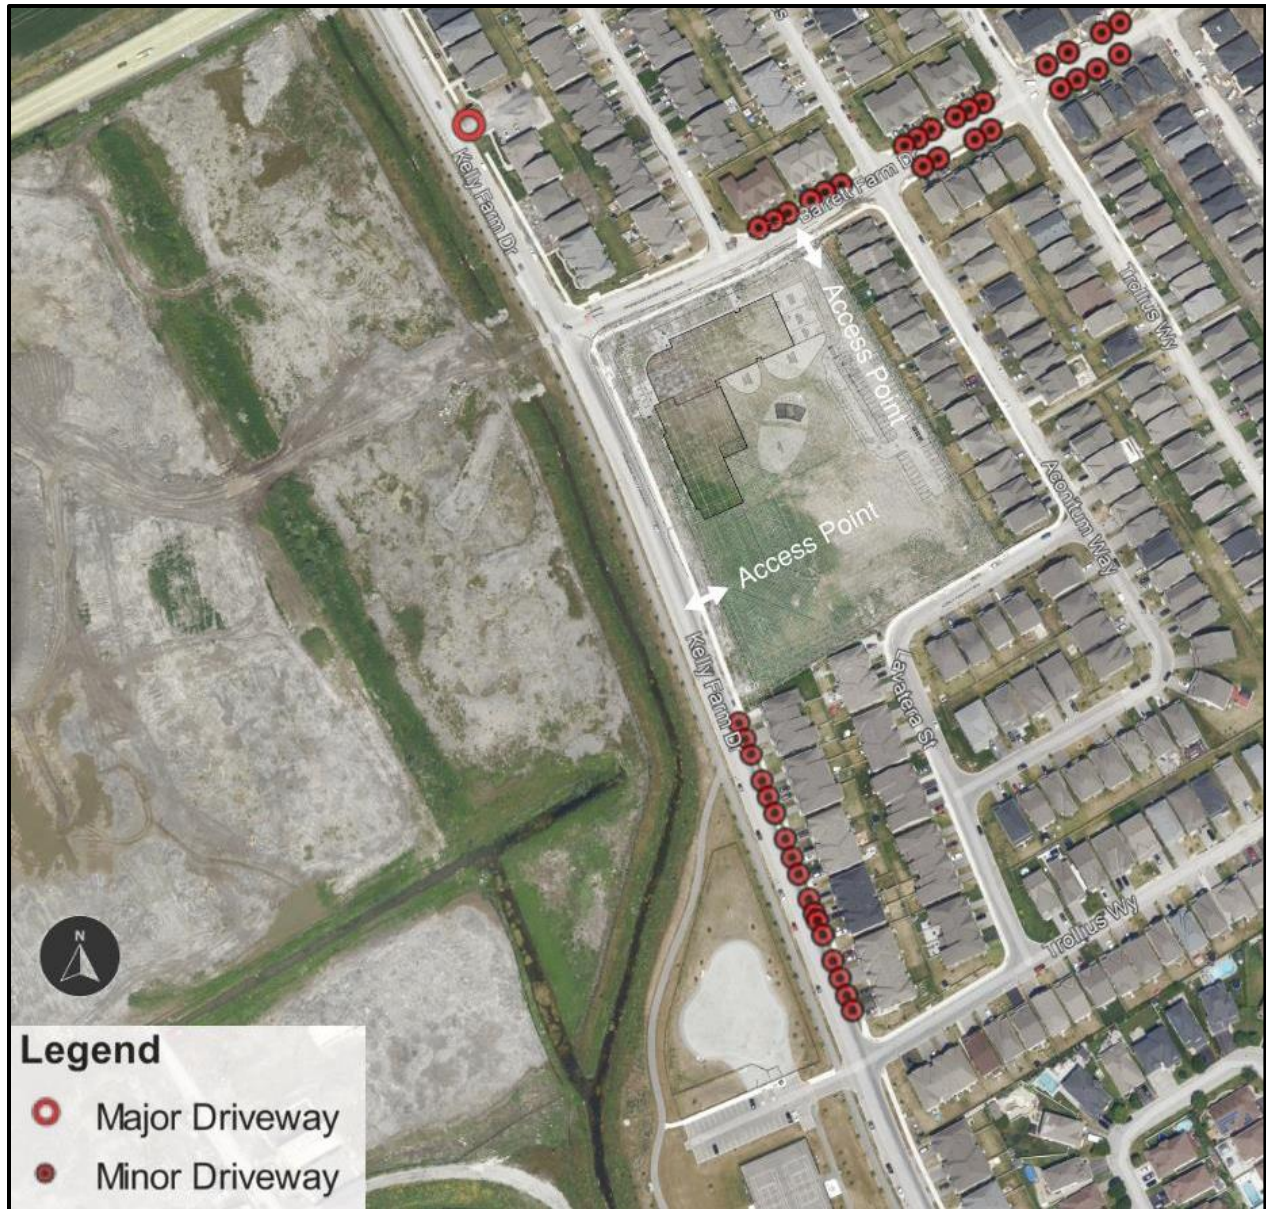 Kelly Farm Dr
Barrett Farm Dr
Trollius Wy
Access Point
Aconitum Way
Access Point
Kelly Farm Dr
Lavatera St
Trollius Wy
N
Legend
Major Driveway
Minor Driveway